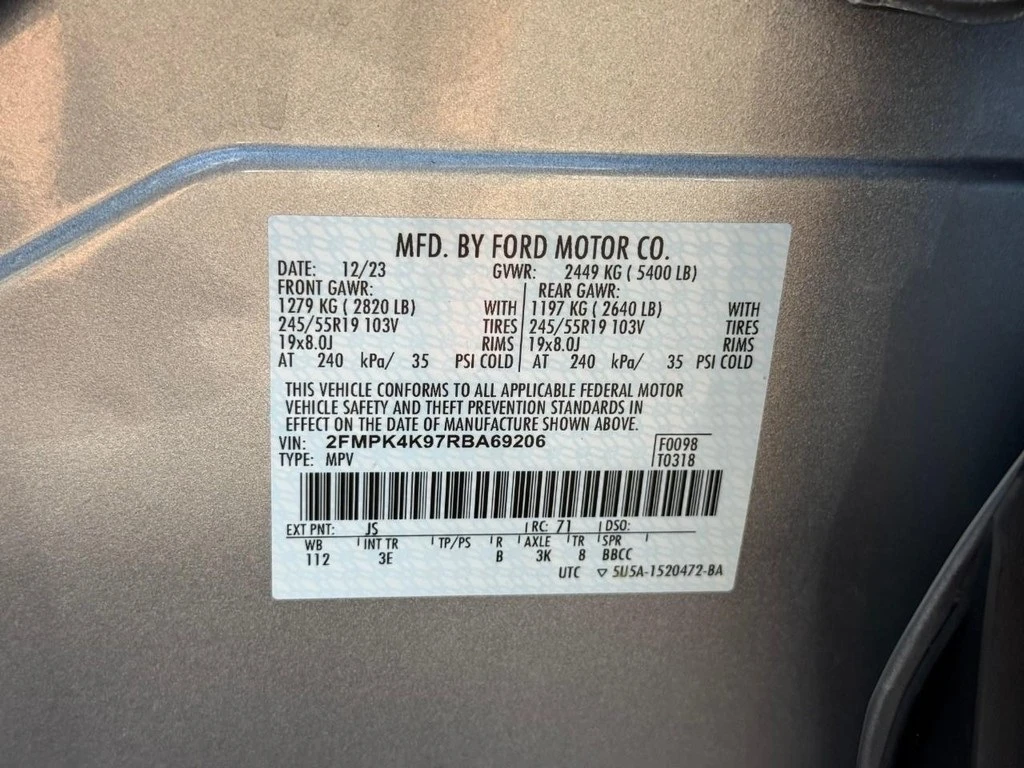 MFD. BY FORD MOTOR CO.
DATE: 12/23 GVWR: 2449 KG ( 5400 LB)
FRONT GAWR: REAR GAWR:
1279 KG ( 2820 LB) WITH 1197 KG ( 2640 LB) WITH
245/55R19 103V TIRES 245/55R19 103V TIRES
19x8.0J RIMS 19x8.0J RIMS
AT 240 kPa/ 35 PSI COLD AT 240 kPa/ 35 PSI COLD
THIS VEHICLE CONFORMS TO ALL APPLICABLE FEDERAL MOTOR
VEHICLE SAFETY AND THEFT PREVENTION STANDARDS IN
EFFECT ON THE DATE OF MANUFACTURE SHOWN ABOVE.
VIN: 2FMPK4K97RBA69206 F0098
TYPE: MPV T0318
EXT PNT: JS RC: 71 DSO:
WB INT TR TP/PS R AXLE TR SPR
112 3E B 3K 8 BBCC
UTC ▽ 5U5A-1520472-BA